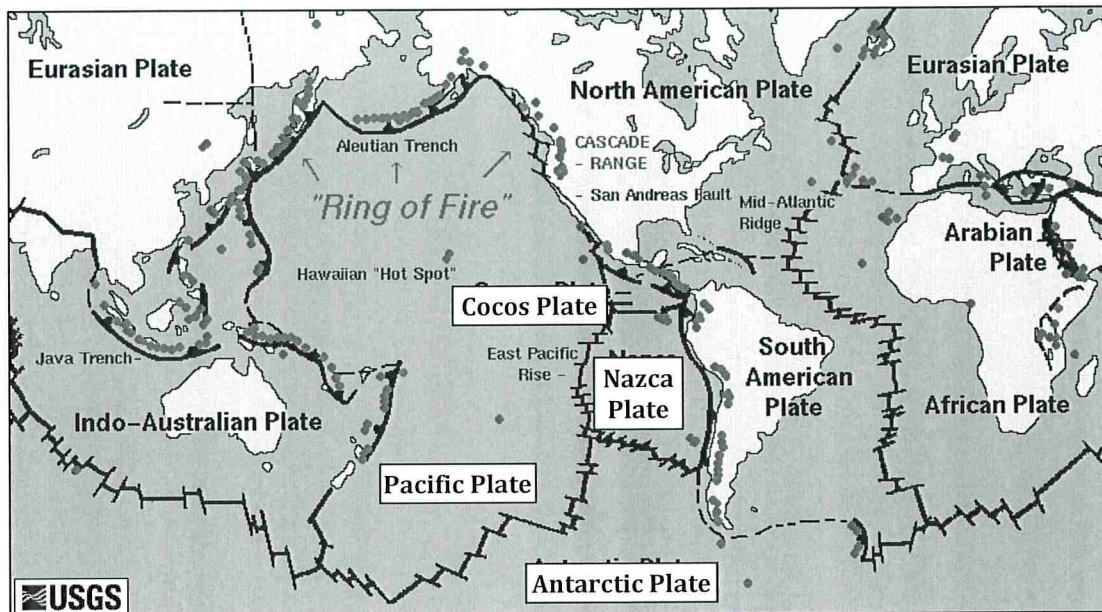 Eurasian Plate
North American Plate
Eurasian Plate
Aleutian Trench
CASCADE
- RANGE
"Ring of Fire"
- San Andreas Fault
Mid-Atlantic
Ridge
Arabian
Plate
Hawaiian "Hot Spot"
Cocos Plate
Java Trench-
East Pacific
Rise -
Nazca
Plate
South
American
Plate
Indo-Australian Plate
African Plate
Pacific Plate
Antarctic Plate
USGS